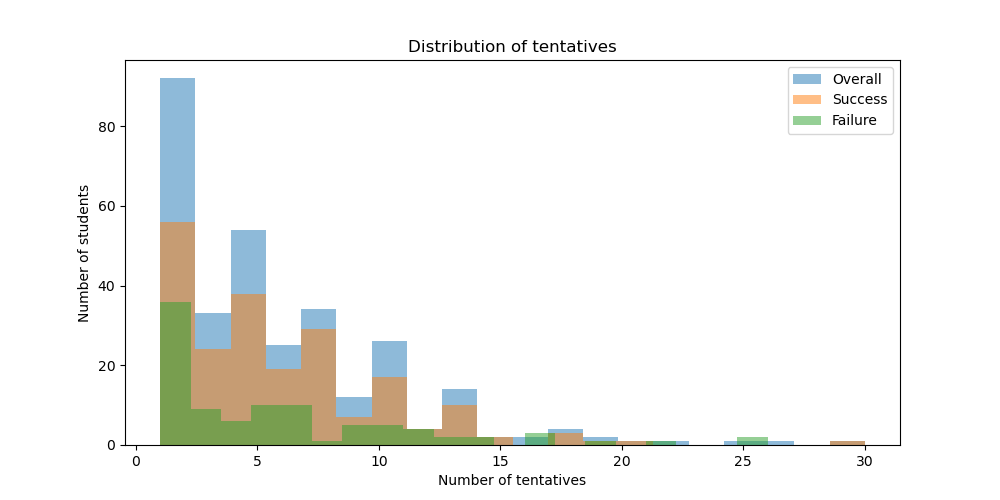 Distribution of tentatives
Overall
Success
Failure
Number of students
80
60
40
20
0
0 5 10 15 20 25 30
Number of tentatives